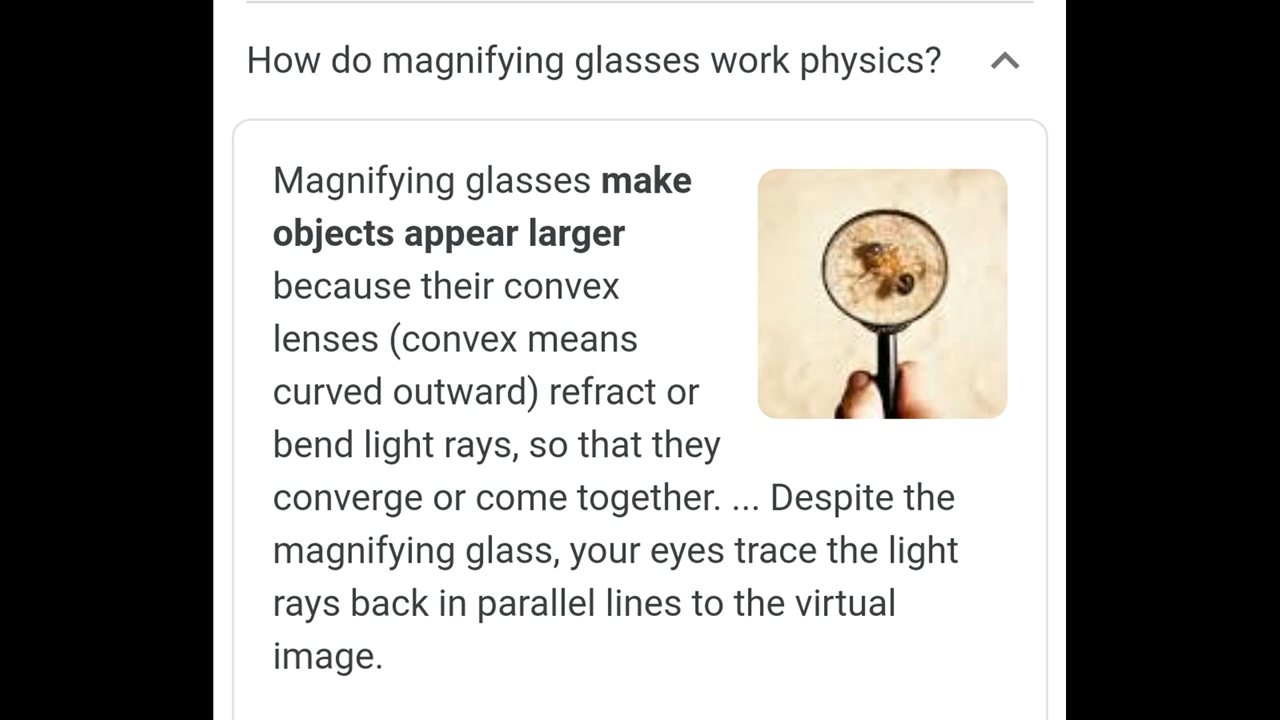 How do magnifying glasses work physics?
Magnifying glasses make
objects appear larger
because their convex
lenses (convex means
curved outward) refract or
bend light rays, so that they
converge or come together. ... Despite the
magnifying glass, your eyes trace the light
rays back in parallel lines to the virtual
image.